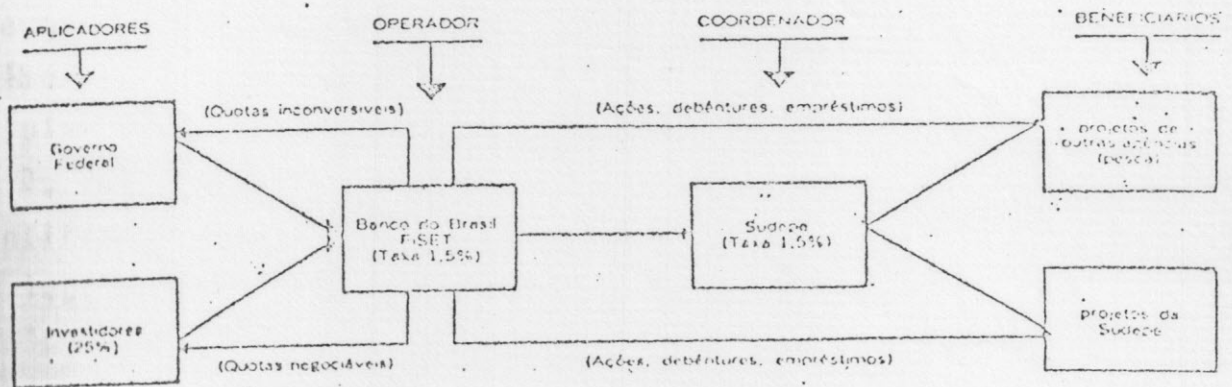 APLICADORES
OPERADOR
COORDENADOR
BENEFICIARIOS
(Quotas inconversíveis)
(Ações, debêntures, empréstimos)
Governo
Federal
projetos de
outras agências
(pesca)
Banco do Brasil
FISET
(Taxa 1,5%)
Sudepe
(Taxa 1,5%)
Investidores
(25%)
projetos da
Sudepe
(Quotas negociáveis)
(Ações, debêntures, empréstimos)